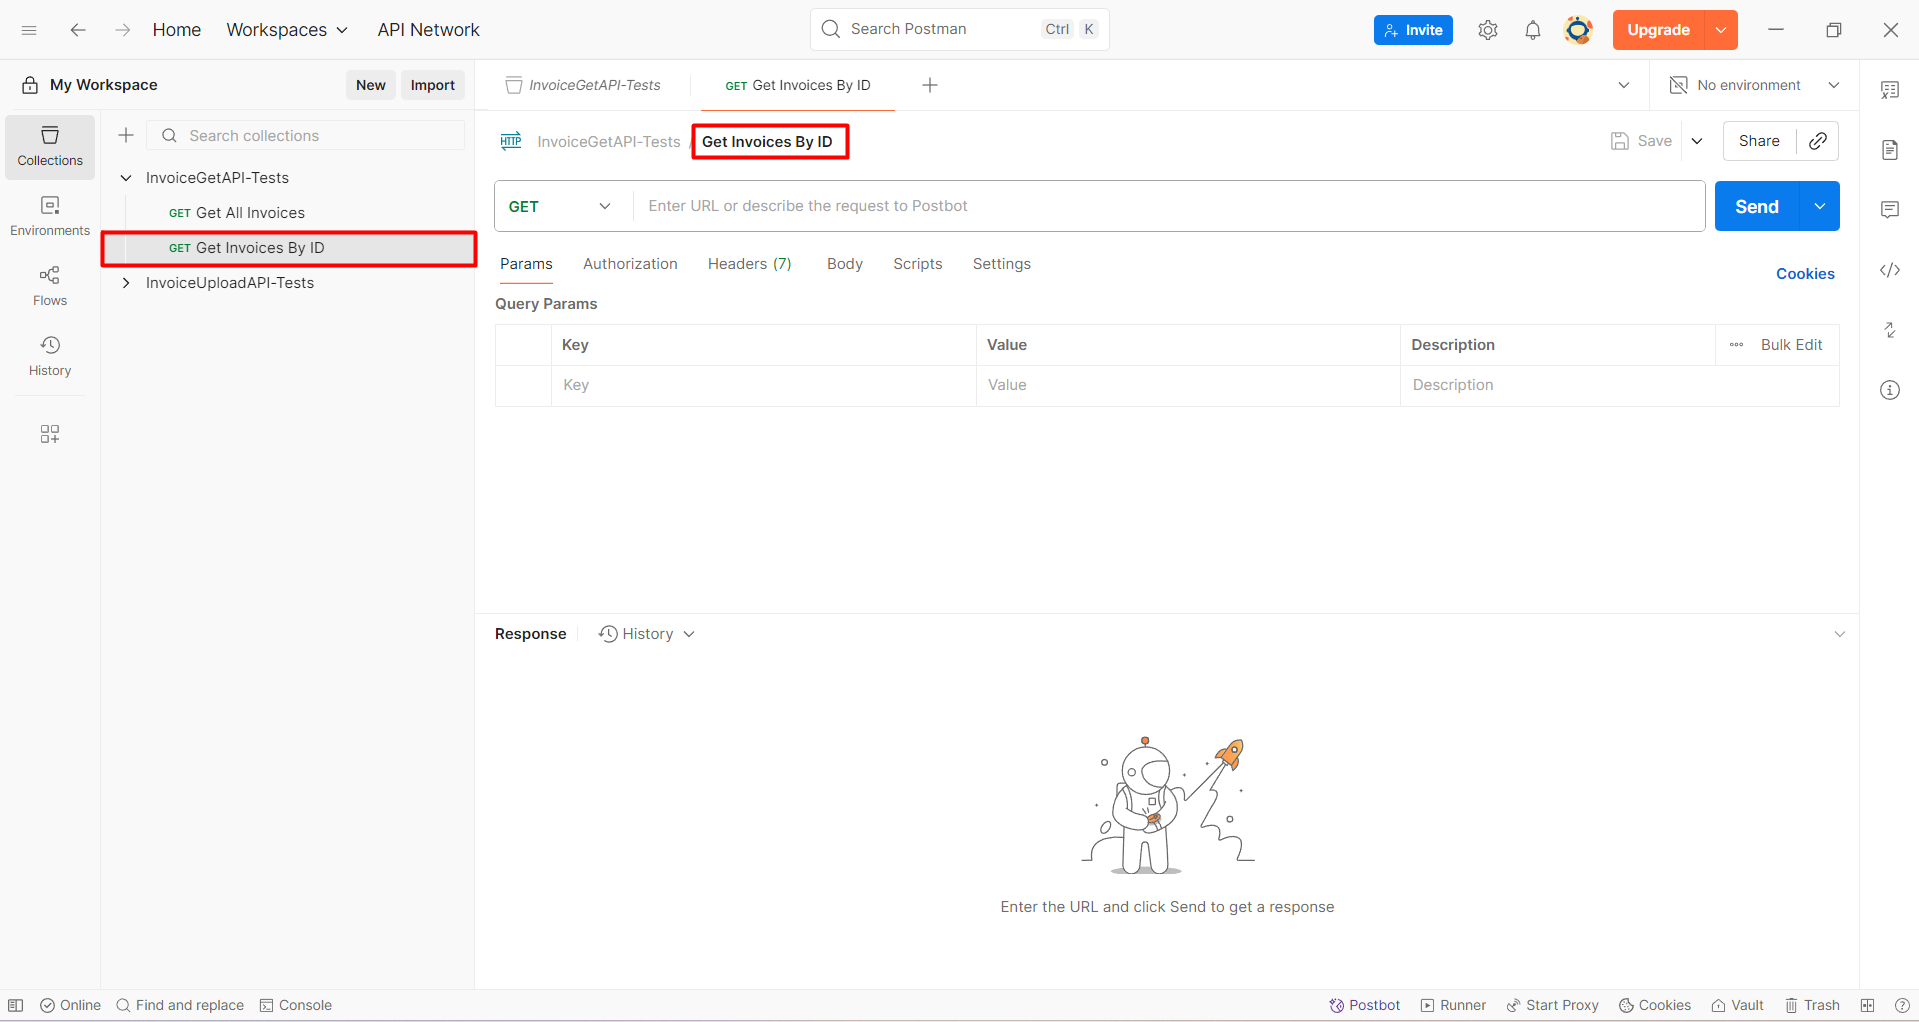 Home Workspaces API Network Search Postman Ctrl K Invite Upgrade
My Workspace New Import InvoiceGetAPI-Tests GET Get Invoices By ID No environment
Collections
Search collections
InvoiceGetAPI-Tests / Get Invoices By ID Save Share
InvoiceGetAPI-Tests
GET Get All Invoices
GET Enter URL or describe the request to Postbot Send
Environments
GET Get Invoices By ID
Params Authorization Headers (7) Body Scripts Settings Cookies
InvoiceUploadAPI-Tests
Flows
Query Params
Key Value Description Bulk Edit
History
Key Value Description
Response History
Enter the URL and click Send to get a response
Online Find and replace Console Postbot Runner Start Proxy Cookies Vault Trash